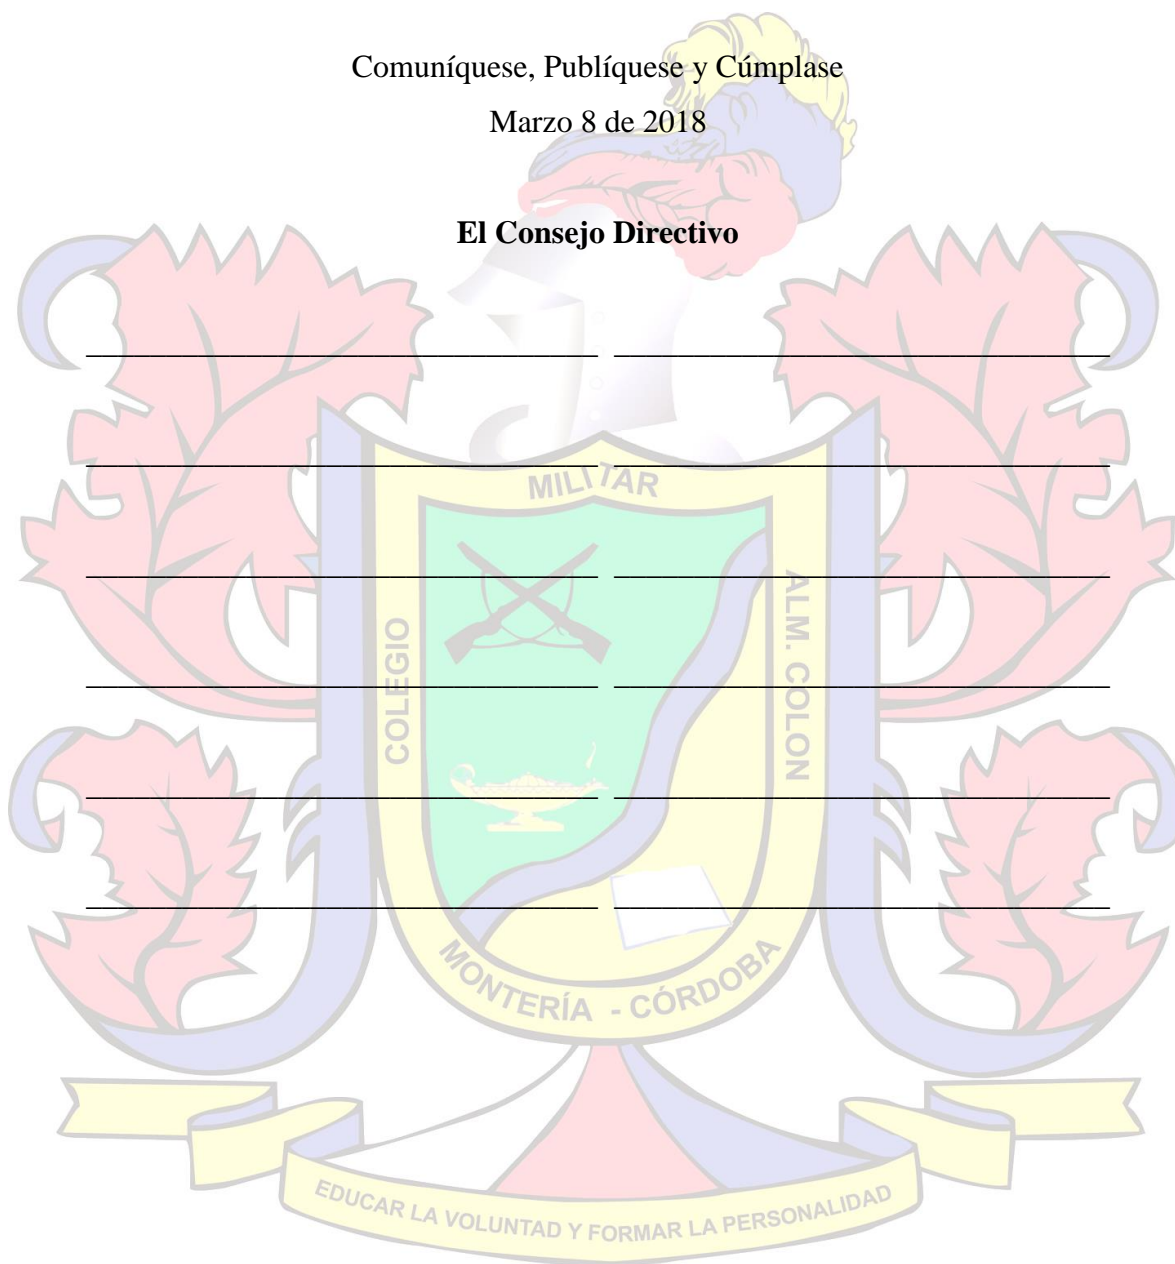 Comuníquese, Publíquese y Cúmplase
Marzo 8 de 2018
El Consejo Directivo
MILITAR
COLEGIO
ALM. COLON
MONTERÍA - CÓRDOBA
EDUCAR LA VOLUNTAD Y FORMAR LA PERSONALIDAD